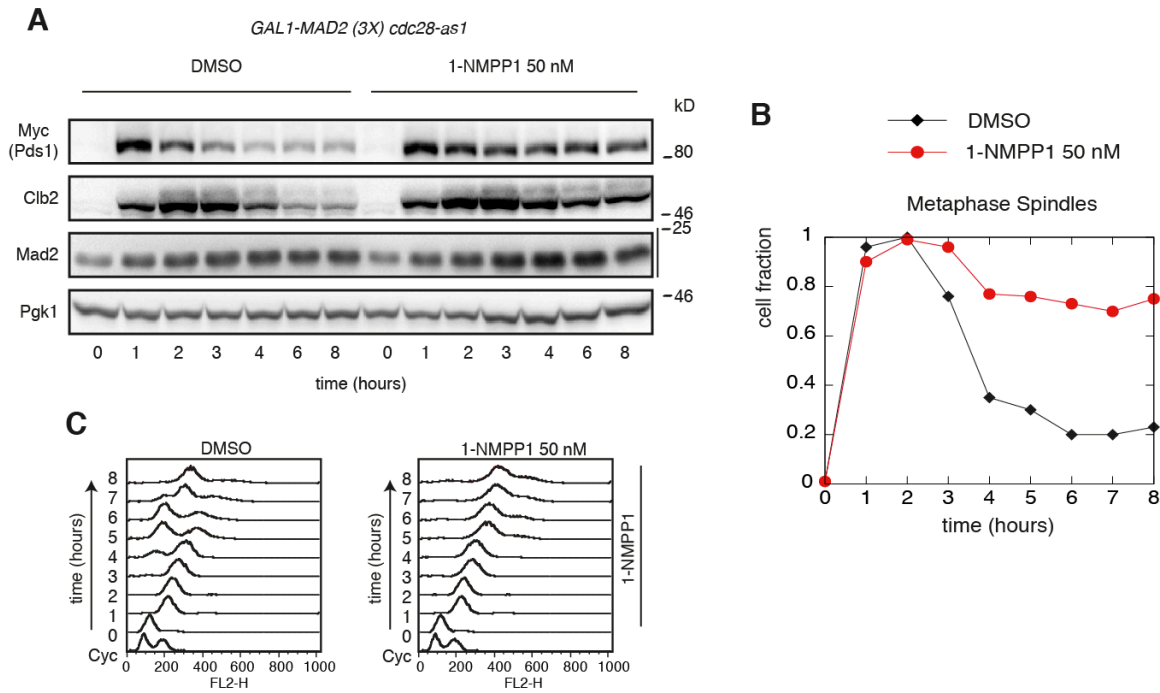 A
GAL1-MAD2 (3X) cdc28-as1
DMSO 1-NMPP1 50 nM
kD
Myc
(Pds1)
-80
Clb2
-46
-25
Mad2
-46
Pgk1
0 1 2 3 4 6 8 0 1 2 3 4 6 8
time (hours)
B
DMSO
1-NMPP1 50 nM
Metaphase Spindles
1
0.8
0.6
0.4
0.2
0
cell fraction
0 1 2 3 4 5 6 7 8
time (hours)
C
DMSO
8
7
6
5
4
3
2
1
0
Cyc
time (hours)
0 200 400 600 800 1000
FL2-H
1-NMPP1 50 nM
8
7
6
5
4
3
2
1
0
Cyc
time (hours)
1-NMPP1
0 200 400 600 800 1000
FL2-H